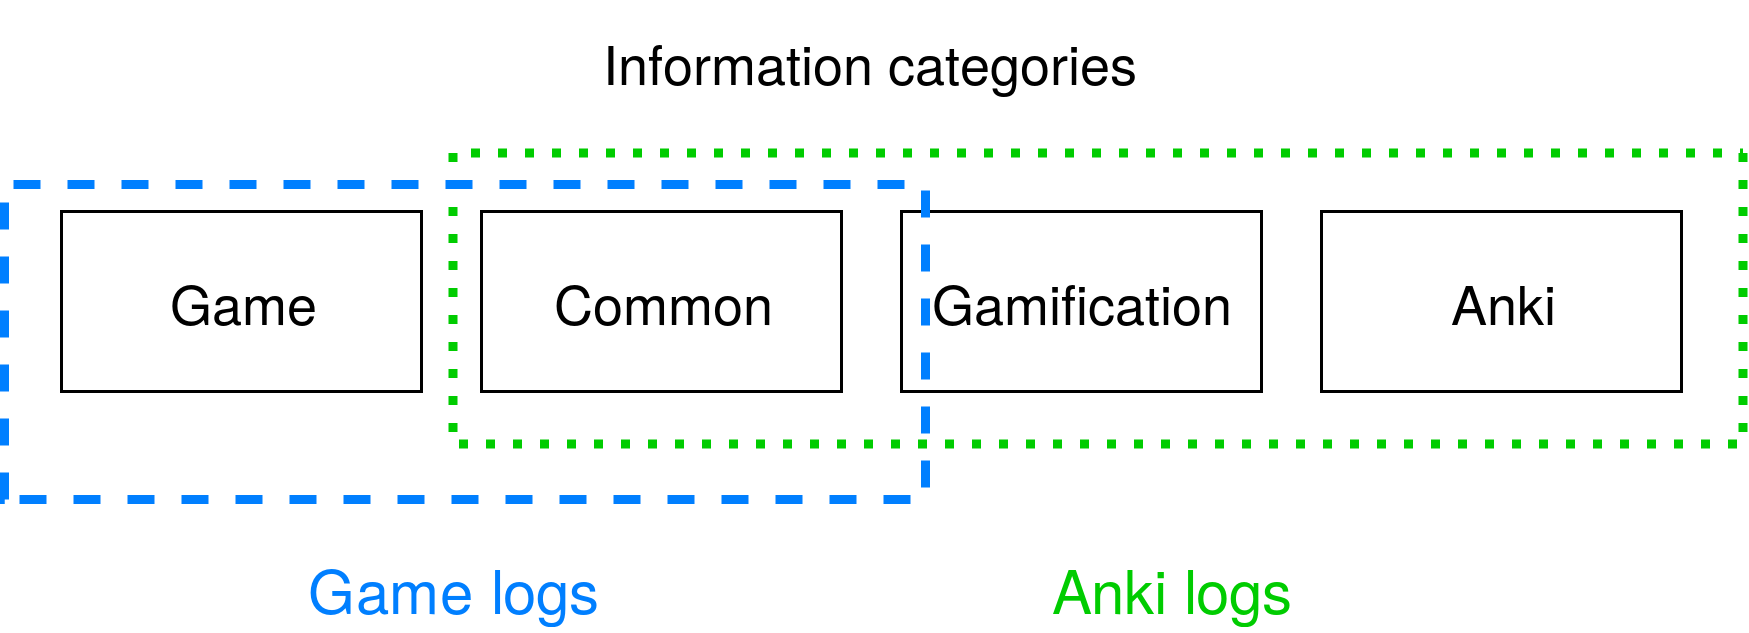 Information categories
Game
Common
Gamification
Anki
Game logs
Anki logs